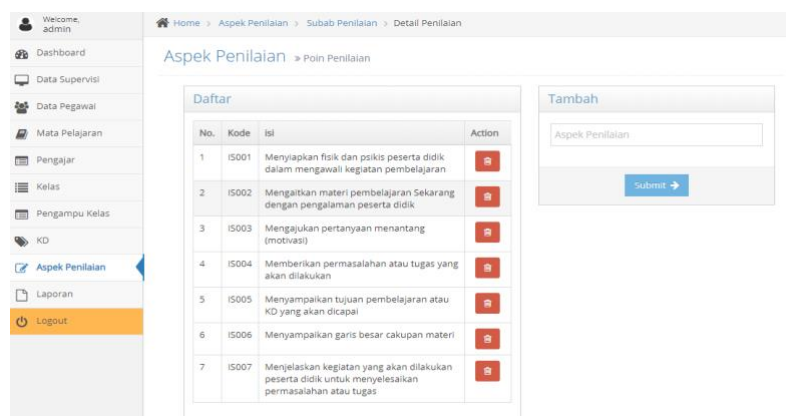 Welcome,
admin
Dashboard
Data Supervisi
Data Pegawai
Mata Pelajaran
Pengajar
Kelas
Pengampu Kelas
KD
Aspek Penilaian
Laporan
Logout
Home > Aspek Penilaian > Subab Penilaian > Detail Penilaian
Aspek Penilaian » Poin Penilaian
Daftar
No. Kode isi Action
1 IS001 Menyiapkan fisik dan psikis peserta didik
dalam mengawali kegiatan pembelajaran
2 IS002 Mengaitkan materi pembelajaran Sekarang
dengan pengalaman peserta didik
3 IS003 Mengajukan pertanyaan menantang
(motivasi)
4 IS004 Memberikan permasalahan atau tugas yang
akan dilakukan
5 IS005 Menyampaikan tujuan pembelajaran atau
KD yang akan dicapai
6 IS006 Menyampaikan garis besar cakupan materi
7 IS007 Menjelaskan kegiatan yang akan dilakukan
peserta didik untuk menyelesaikan
permasalahan atau tugas
Tambah
Aspek Penilaian
Submit